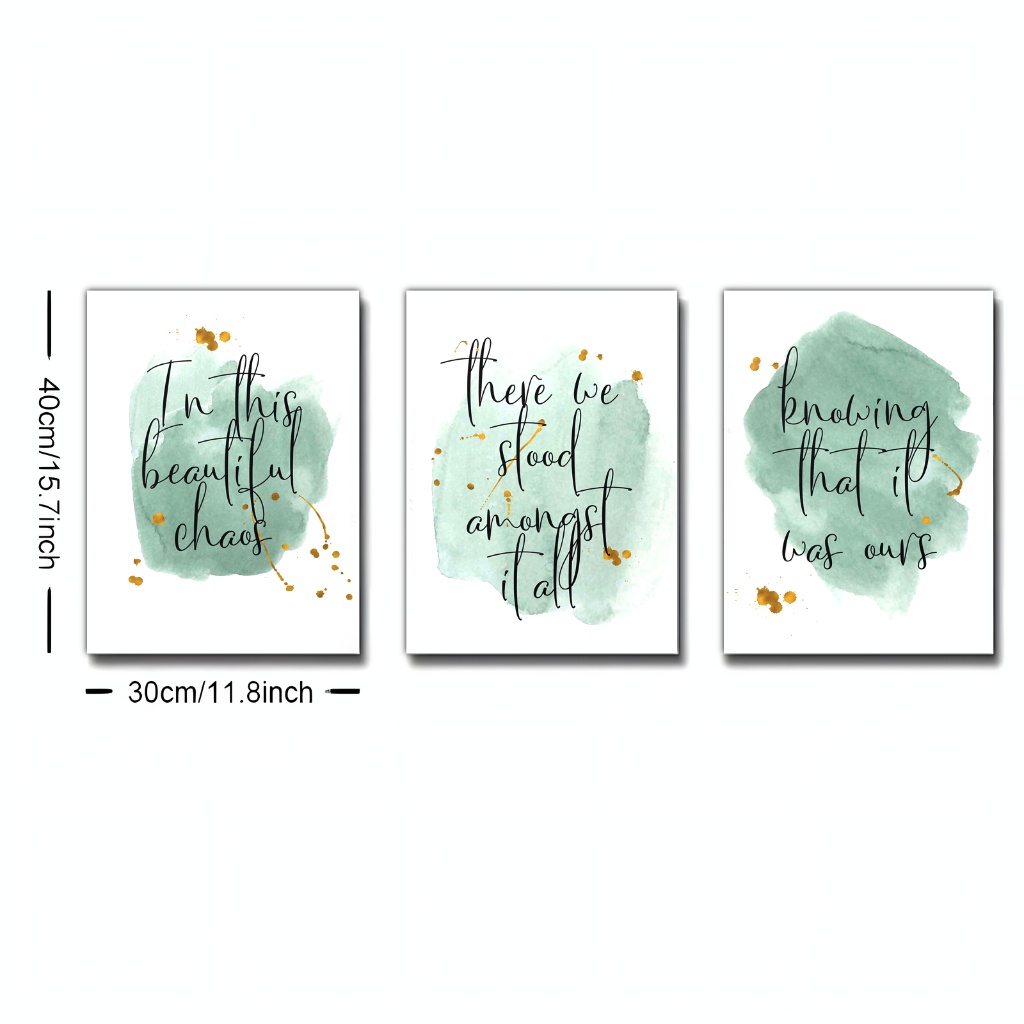 In this
beautiful
chaos
there we
stood
amongst
it all
knowing
that it
was ours
40cm/15.7inch
30cm/11.8inch